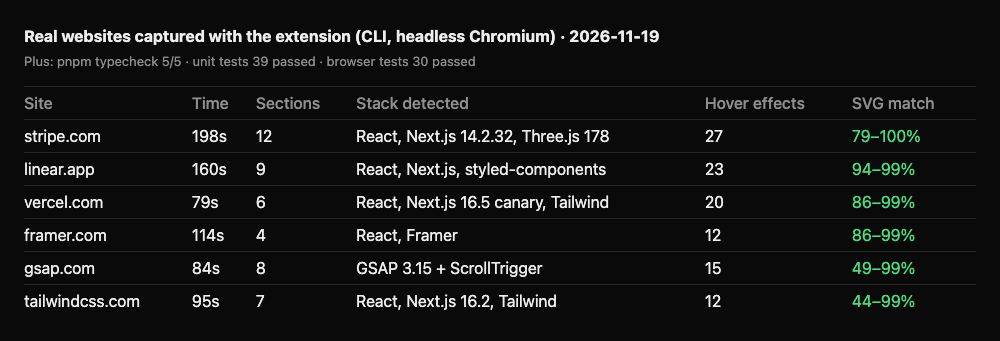 Real websites captured with the extension (CLI, headless Chromium) · 2026-11-19
Plus: pnpm typecheck 5/5 · unit tests 39 passed · browser tests 30 passed
Site Time Sections Stack detected Hover effects SVG match
stripe.com 198s 12 React, Next.js 14.2.32, Three.js 178 27 79–100%
linear.app 160s 9 React, Next.js, styled-components 23 94–99%
vercel.com 79s 6 React, Next.js 16.5 canary, Tailwind 20 86–99%
framer.com 114s 4 React, Framer 12 86–99%
gsap.com 84s 8 GSAP 3.15 + ScrollTrigger 15 49–99%
tailwindcss.com 95s 7 React, Next.js 16.2, Tailwind 12 44–99%